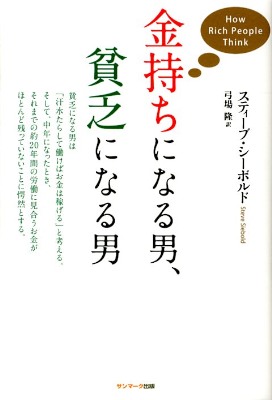 How
Rich People
Think
金持ちになる男、
貧乏になる男
スティーブ・シーボルド
Steve Siebold
弓場 隆 訳
貧乏になる男は
「汗水たらして働けばお金は稼げる」と考える。
そして、中年になったとき、
それまでの約20年間の労働に見合うお金が
ほとんど残っていないことに愕然とする。
サンマーク出版